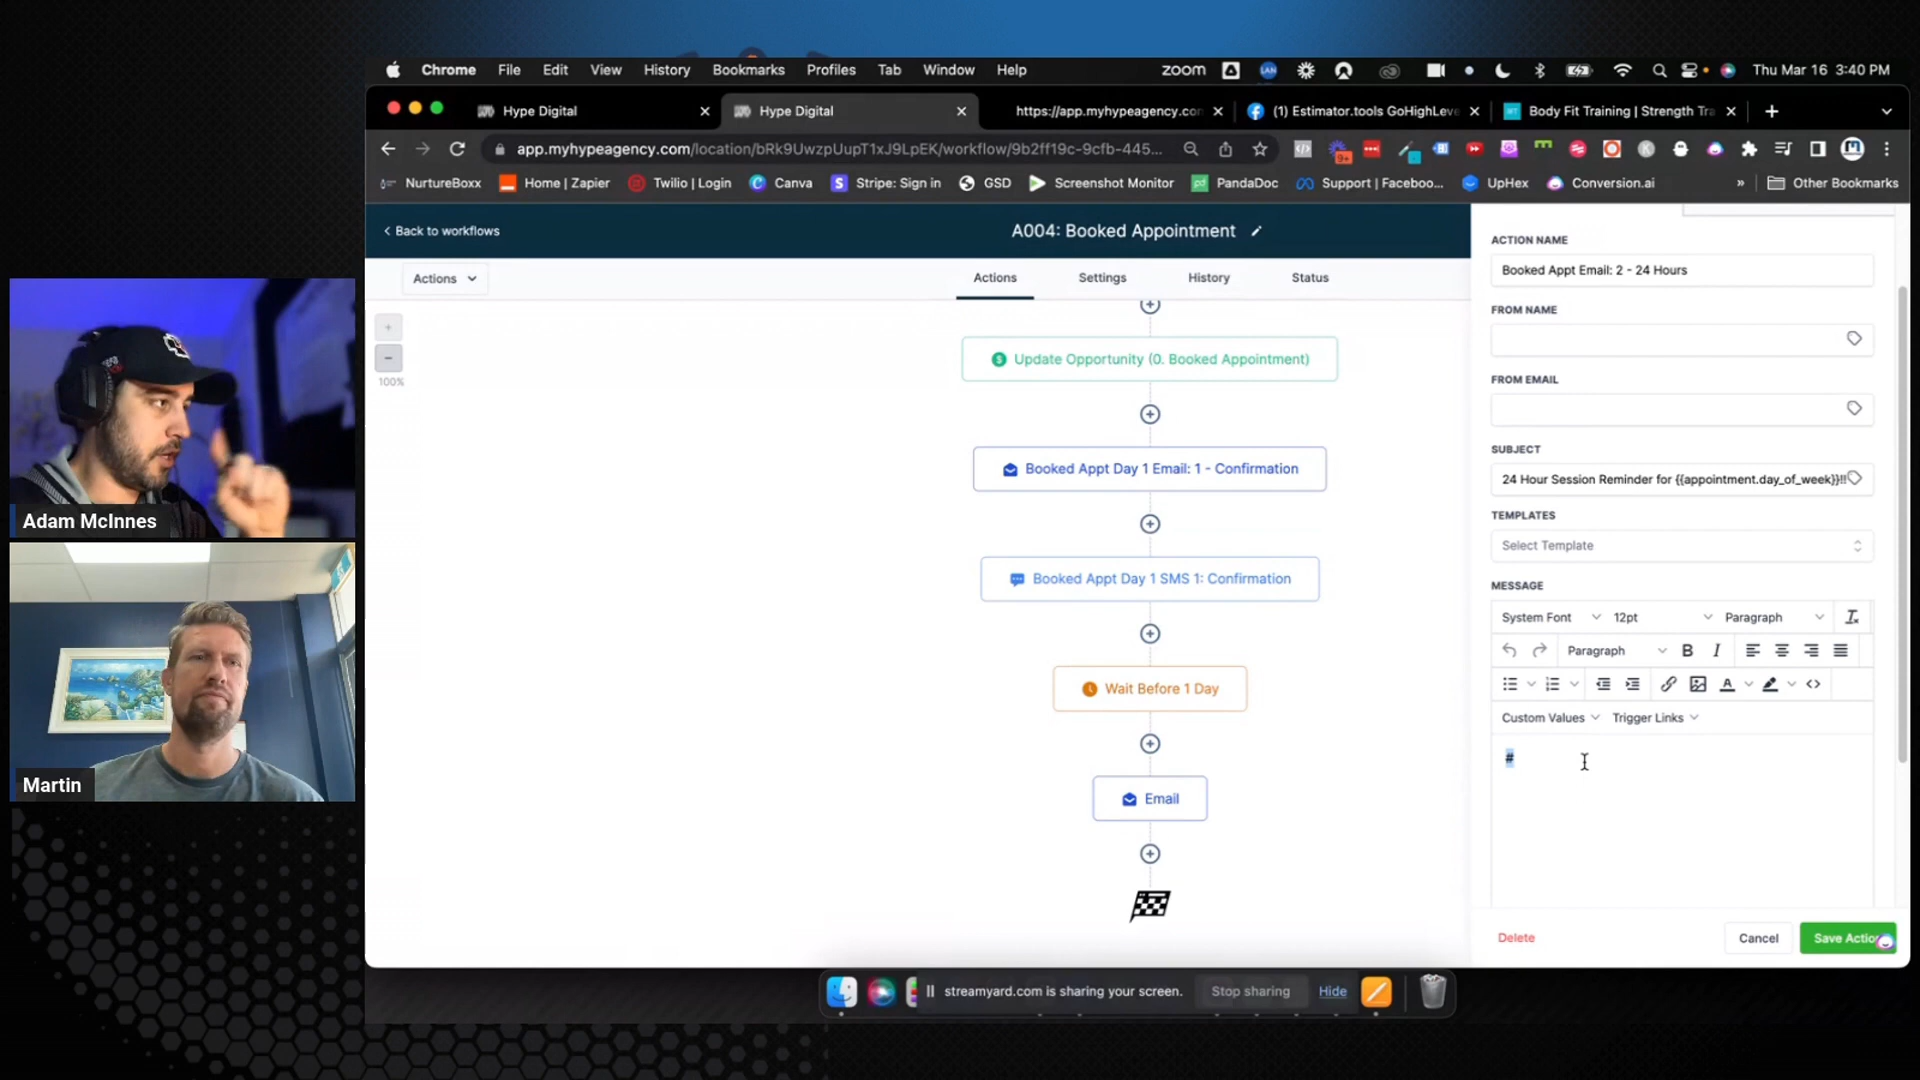 Chrome File Edit View History Bookmarks Profiles Tab Window Help zoom LAN Thu Mar 16 3:40 PM
Hype Digital Hype Digital https://app.myhypeagency.con (1) Estimator.tools GoHighLeve Body Fit Training | Strength Tra
app.myhypeagency.com/location/bRk9UwzpUupT1xJ9LpEK/workflow/9b2ff19c-9cfb-445... 9+
NurtureBoxx Home | Zapier Twilio | Login Canva Stripe: Sign in GSD Screenshot Monitor PandaDoc Support | Faceboo... UpHex Conversion.ai » Other Bookmarks
Back to workflows
A004: Booked Appointment
Actions
Actions Settings History Status
100%
Update Opportunity (0. Booked Appointment)
Booked Appt Day 1 Email: 1 - Confirmation
Booked Appt Day 1 SMS 1: Confirmation
Wait Before 1 Day
Email
ACTION NAME
Booked Appt Email: 2 - 24 Hours
FROM NAME
FROM EMAIL
SUBJECT
24 Hour Session Reminder for {{appointment.day_of_week}}!!
TEMPLATES
Select Template
MESSAGE
System Font 12pt Paragraph
Paragraph B I
Custom Values Trigger Links
#
Delete Cancel Save Action
Adam McInnes
Martin
streamyard.com is sharing your screen. Stop sharing Hide